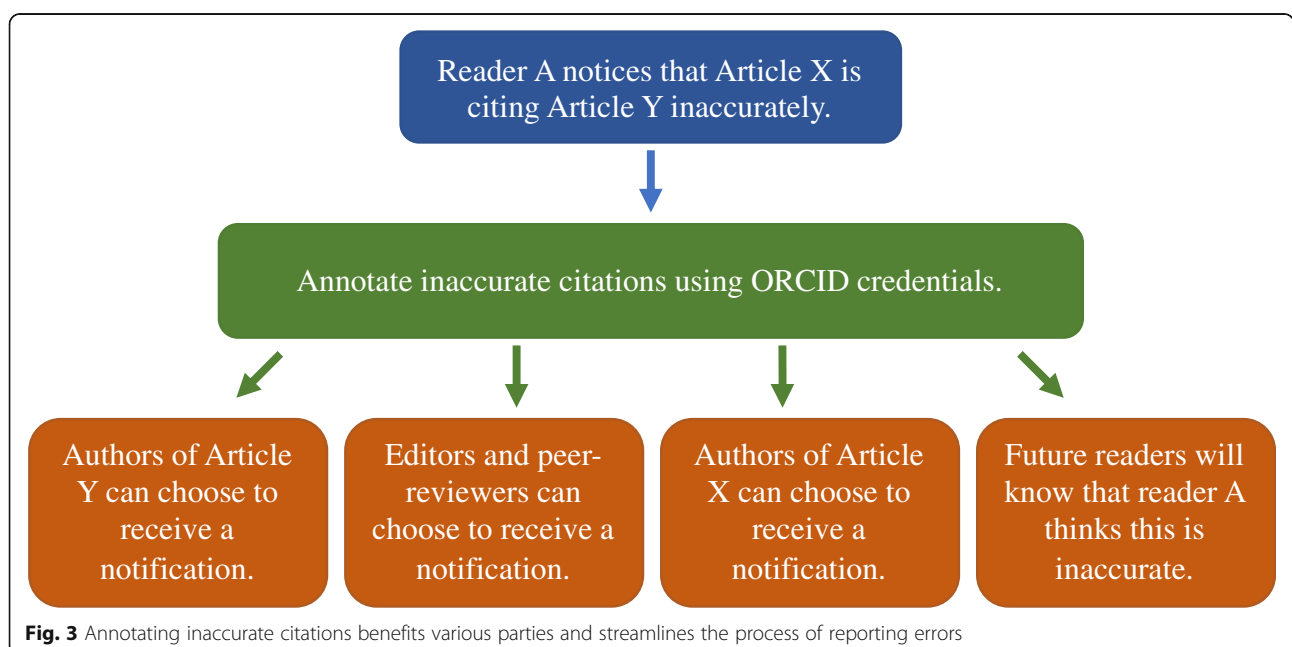 Reader A notices that Article X is
citing Article Y inaccurately.
Annotate inaccurate citations using ORCID credentials.
Authors of Article
Y can choose to
receive a
notification.
Editors and peer-
reviewers can
choose to receive a
notification.
Authors of Article
X can choose to
receive a
notification.
Future readers will
know that reader A
thinks this is
inaccurate.
Fig. 3 Annotating inaccurate citations benefits various parties and streamlines the process of reporting errors